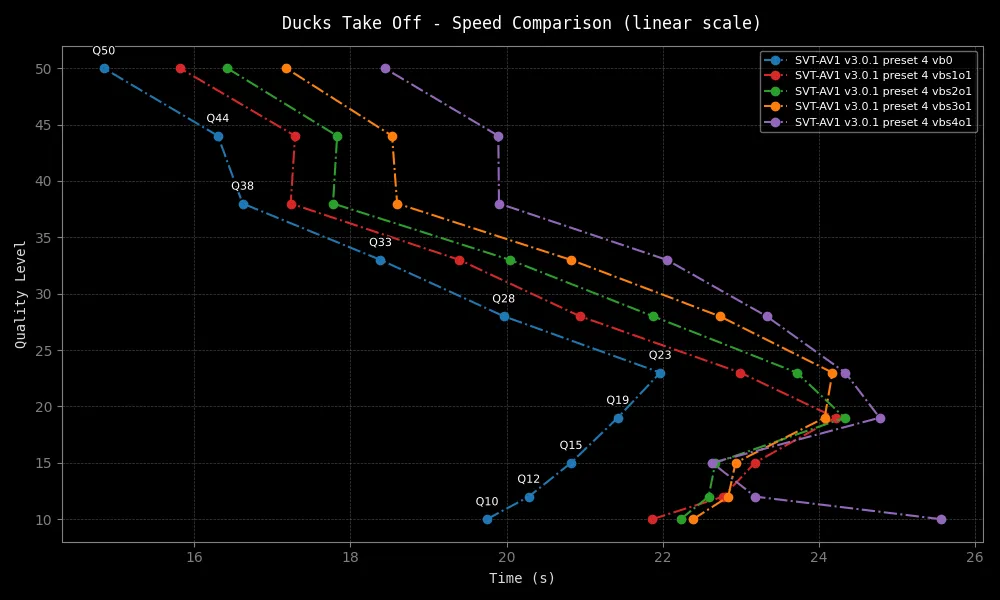 Ducks Take Off - Speed Comparison (linear scale)
SVT-AV1 v3.0.1 preset 4 vb0
SVT-AV1 v3.0.1 preset 4 vbs1o1
SVT-AV1 v3.0.1 preset 4 vbs2o1
SVT-AV1 v3.0.1 preset 4 vbs3o1
SVT-AV1 v3.0.1 preset 4 vbs4o1
Quality Level
50
45
40
35
30
25
20
15
10
Q50
Q44
Q38
Q33
Q28
Q23
Q19
Q15
Q12
Q10
16
18
20
22
24
26
Time (s)